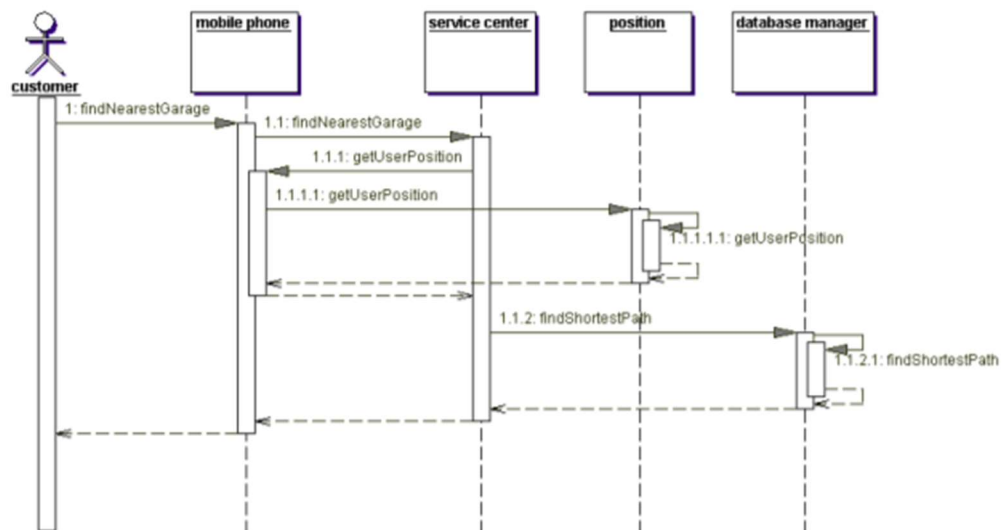 mobile phone
service center
position
database manager
customer
1: findNearestGarage
1.1: findNearestGarage
1.1.1: getUserPosition
1.1.1.1: getUserPosition
1.1.1.1.1: getUserPosition
1.1.2: findShortestPath
1.1.2.1: findShortestPath